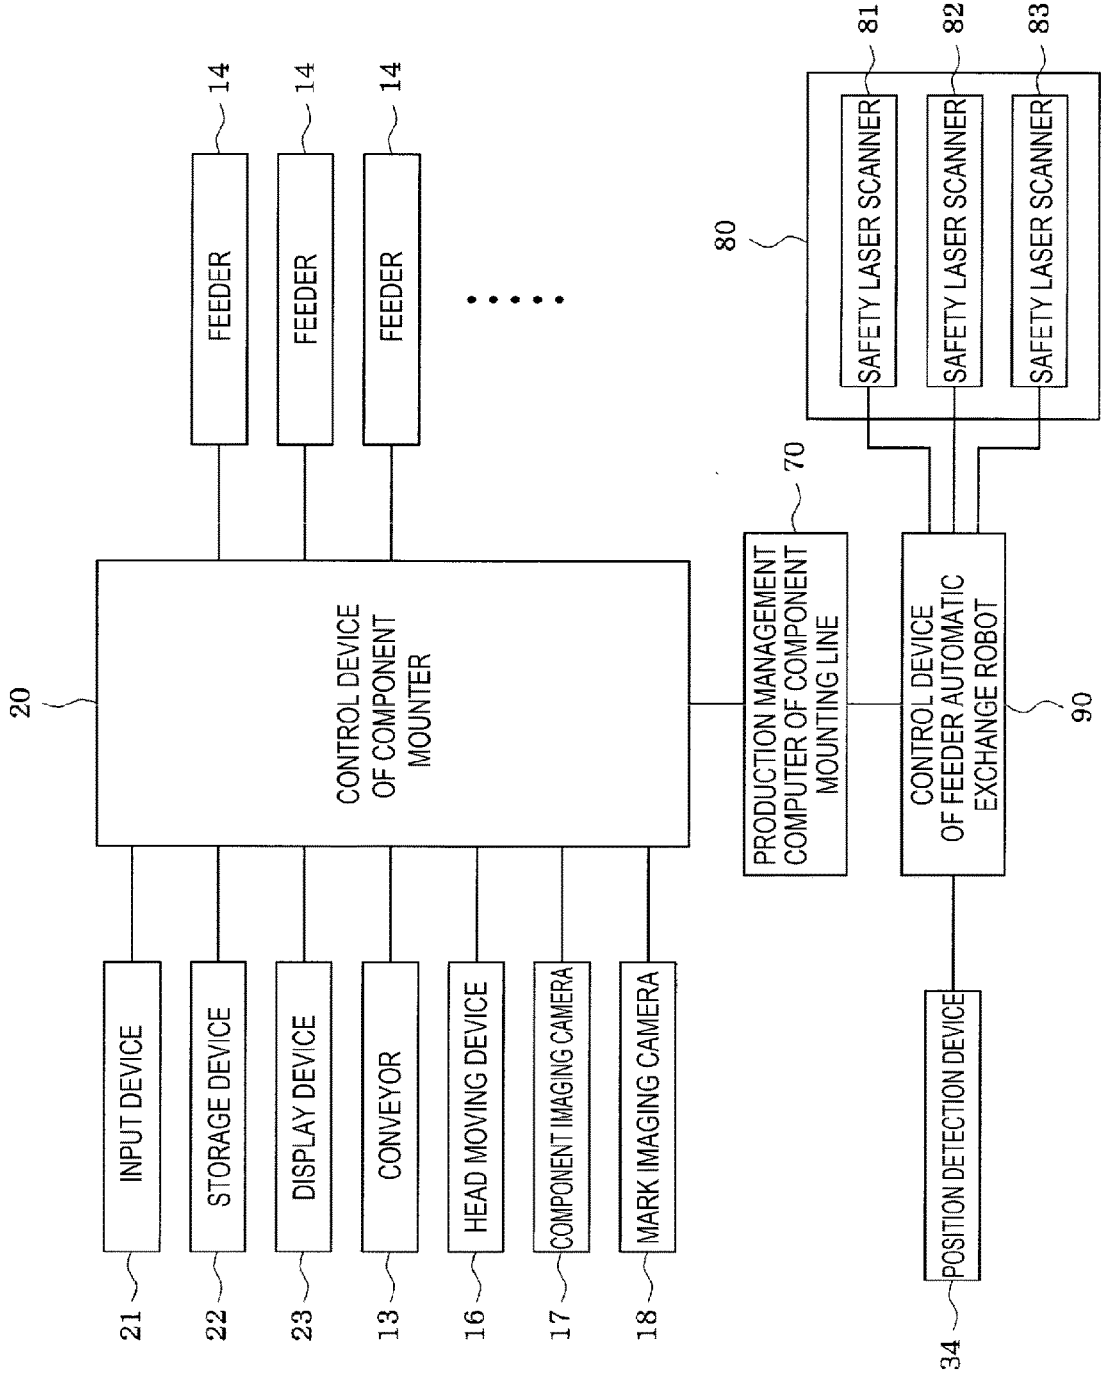 20
21
INPUT DEVICE
22
STORAGE DEVICE
23
DISPLAY DEVICE
13
CONVEYOR
16
HEAD MOVING DEVICE
17
COMPONENT IMAGING CAMERA
18
MARK IMAGING CAMERA
CONTROL DEVICE
OF COMPONENT
MOUNTER
FEEDER
14
FEEDER
14
FEEDER
14
PRODUCTION MANAGEMENT
COMPUTER OF COMPONENT
MOUNTING LINE
70
34
POSITION DETECTION DEVICE
CONTROL DEVICE
OF FEEDER AUTOMATIC
EXCHANGE ROBOT
90
80
SAFETY LASER SCANNER
81
SAFETY LASER SCANNER
82
SAFETY LASER SCANNER
83